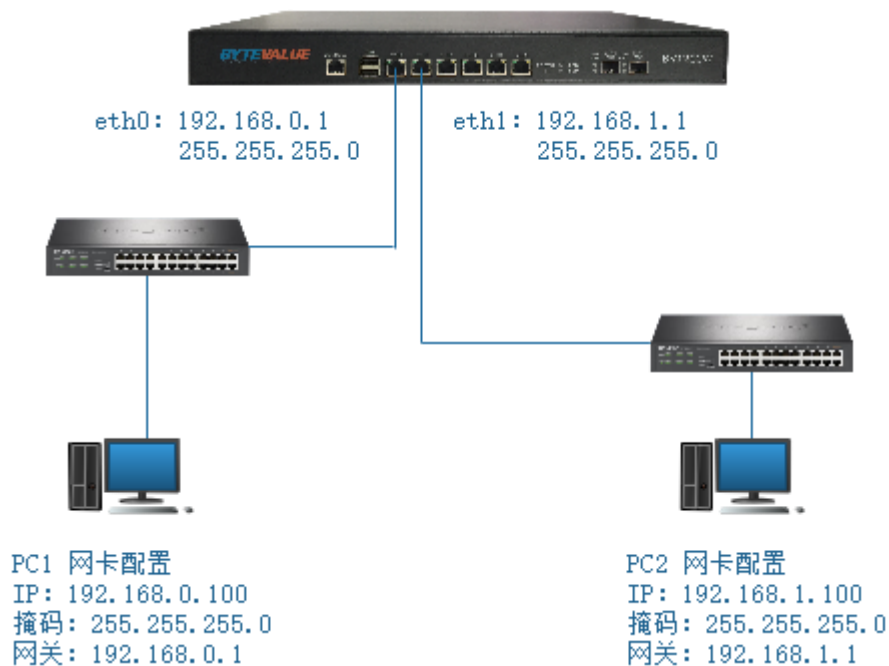 BYTEVALUE
eth0: 192.168.0.1
255.255.255.0
eth1: 192.168.1.1
255.255.255.0
PC1 网卡配置
IP: 192.168.0.100
掩码: 255.255.255.0
网关: 192.168.0.1
PC2 网卡配置
IP: 192.168.1.100
掩码: 255.255.255.0
网关: 192.168.1.1